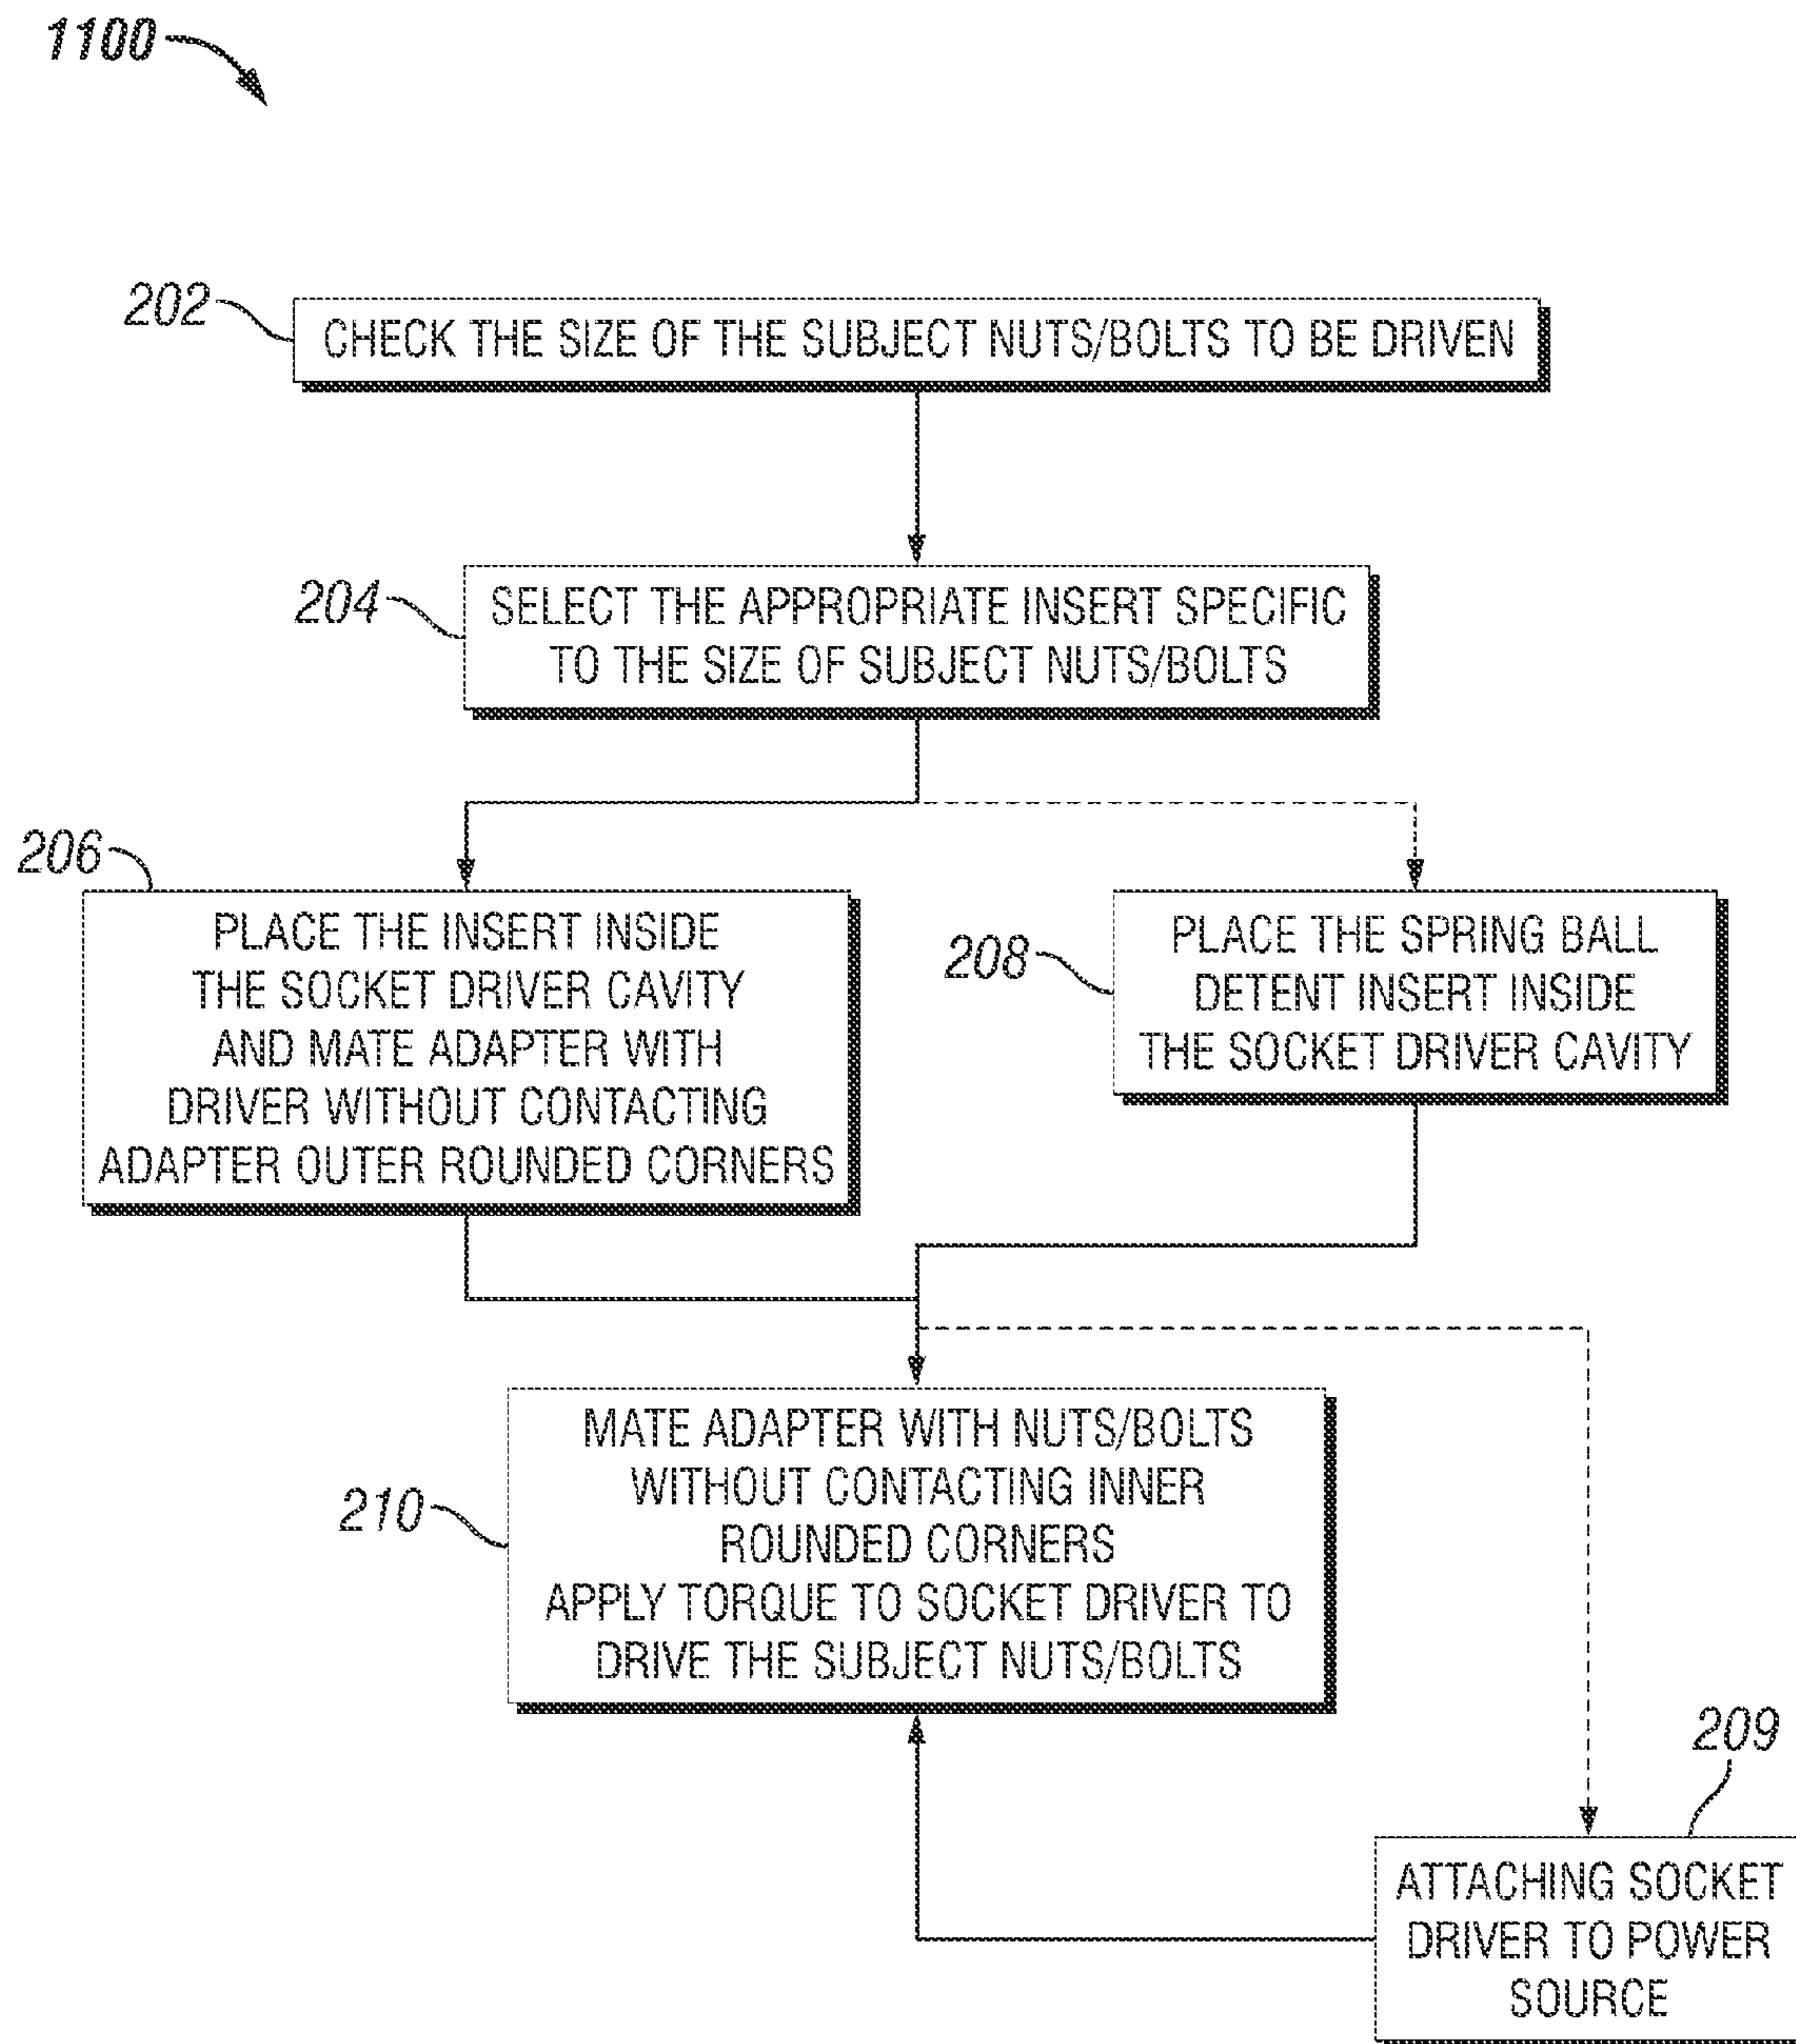 1100
202
CHECK THE SIZE OF THE SUBJECT NUTS/BOLTS TO BE DRIVEN
204
SELECT THE APPROPRIATE INSERT SPECIFIC
TO THE SIZE OF SUBJECT NUTS/BOLTS
206
PLACE THE INSERT INSIDE
THE SOCKET DRIVER CAVITY
AND MATE ADAPTER WITH
DRIVER WITHOUT CONTACTING
ADAPTER OUTER ROUNDED CORNERS
208
PLACE THE SPRING BALL
DETENT INSERT INSIDE
THE SOCKET DRIVER CAVITY
210
MATE ADAPTER WITH NUTS/BOLTS
WITHOUT CONTACTING INNER
ROUNDED CORNERS
APPLY TORQUE TO SOCKET DRIVER TO
DRIVE THE SUBJECT NUTS/BOLTS
209
ATTACHING SOCKET
DRIVER TO POWER
SOURCE